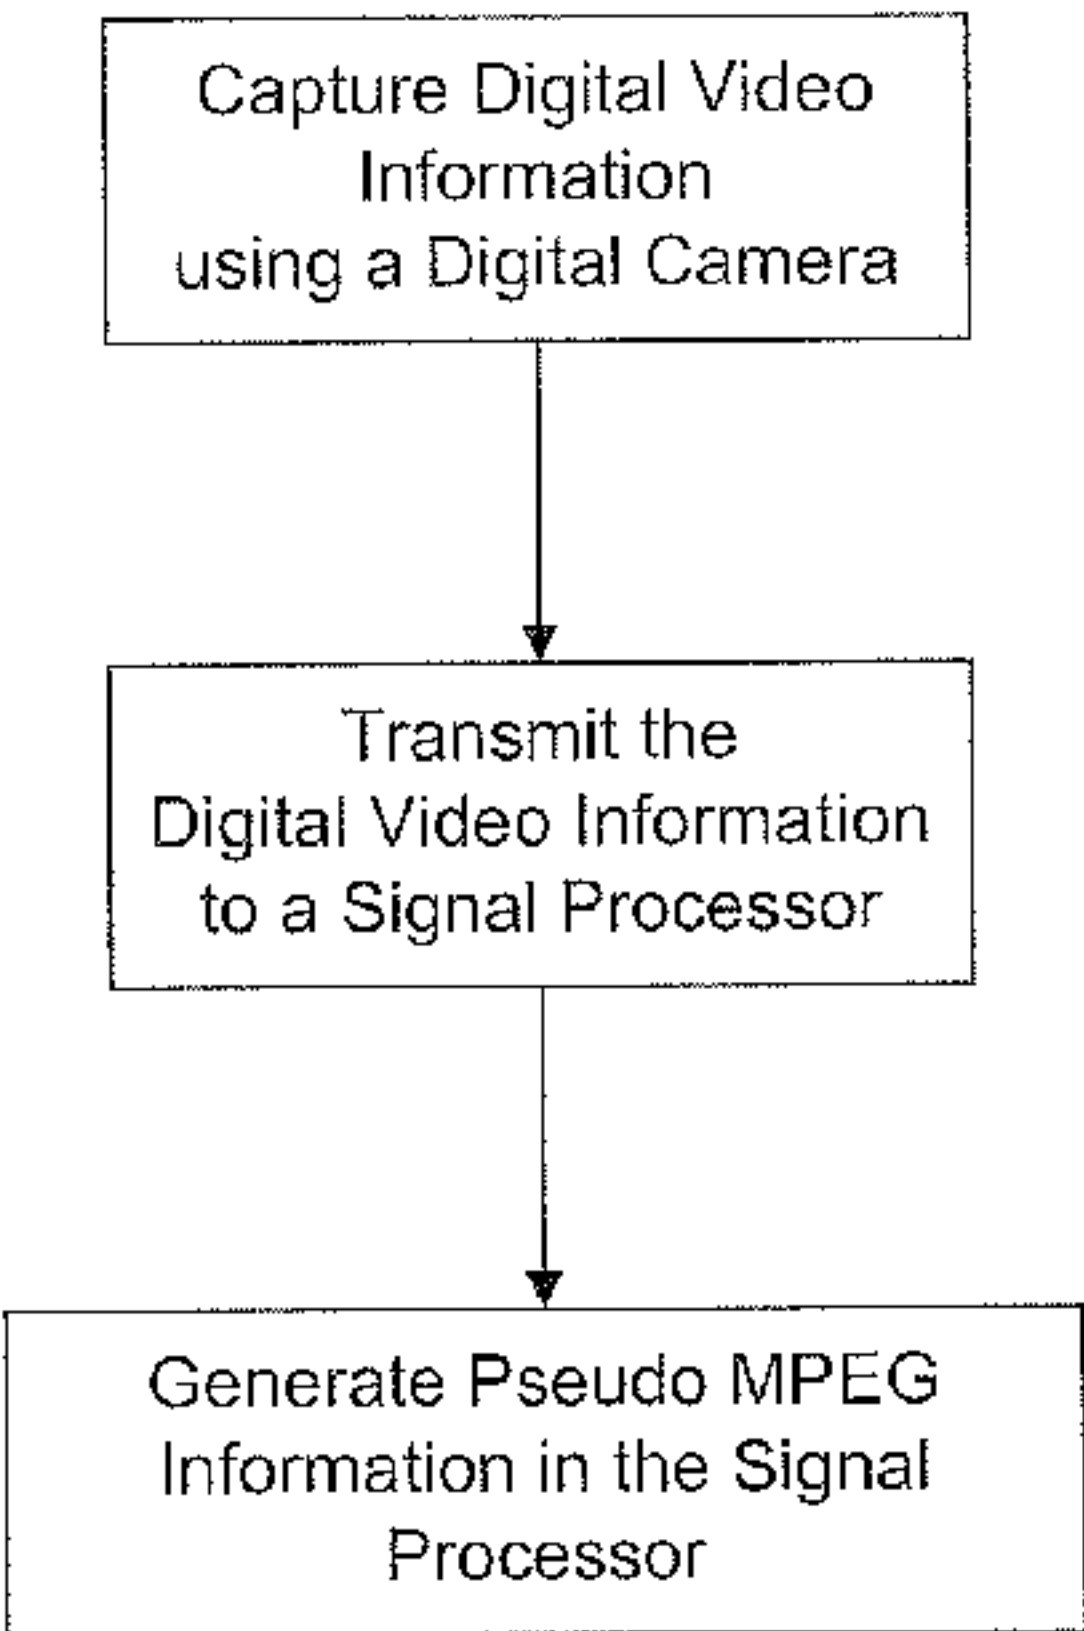 Capture Digital Video
Information
using a Digital Camera
Transmit the
Digital Video Information
to a Signal Processor
Generate Pseudo MPEG
Information in the Signal
Processor